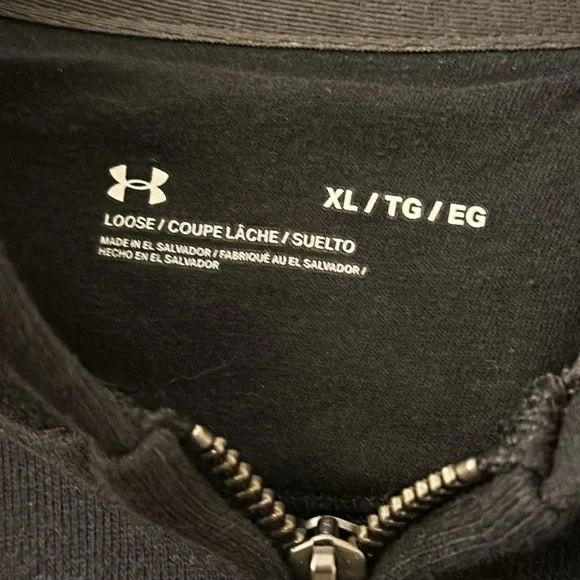 XL / TG / EG
LOOSE / COUPE LÂCHE / SUELTO
MADE IN EL SALVADOR / FABRIQUÉ AU EL SALVADOR /
HECHO EN EL SALVADOR